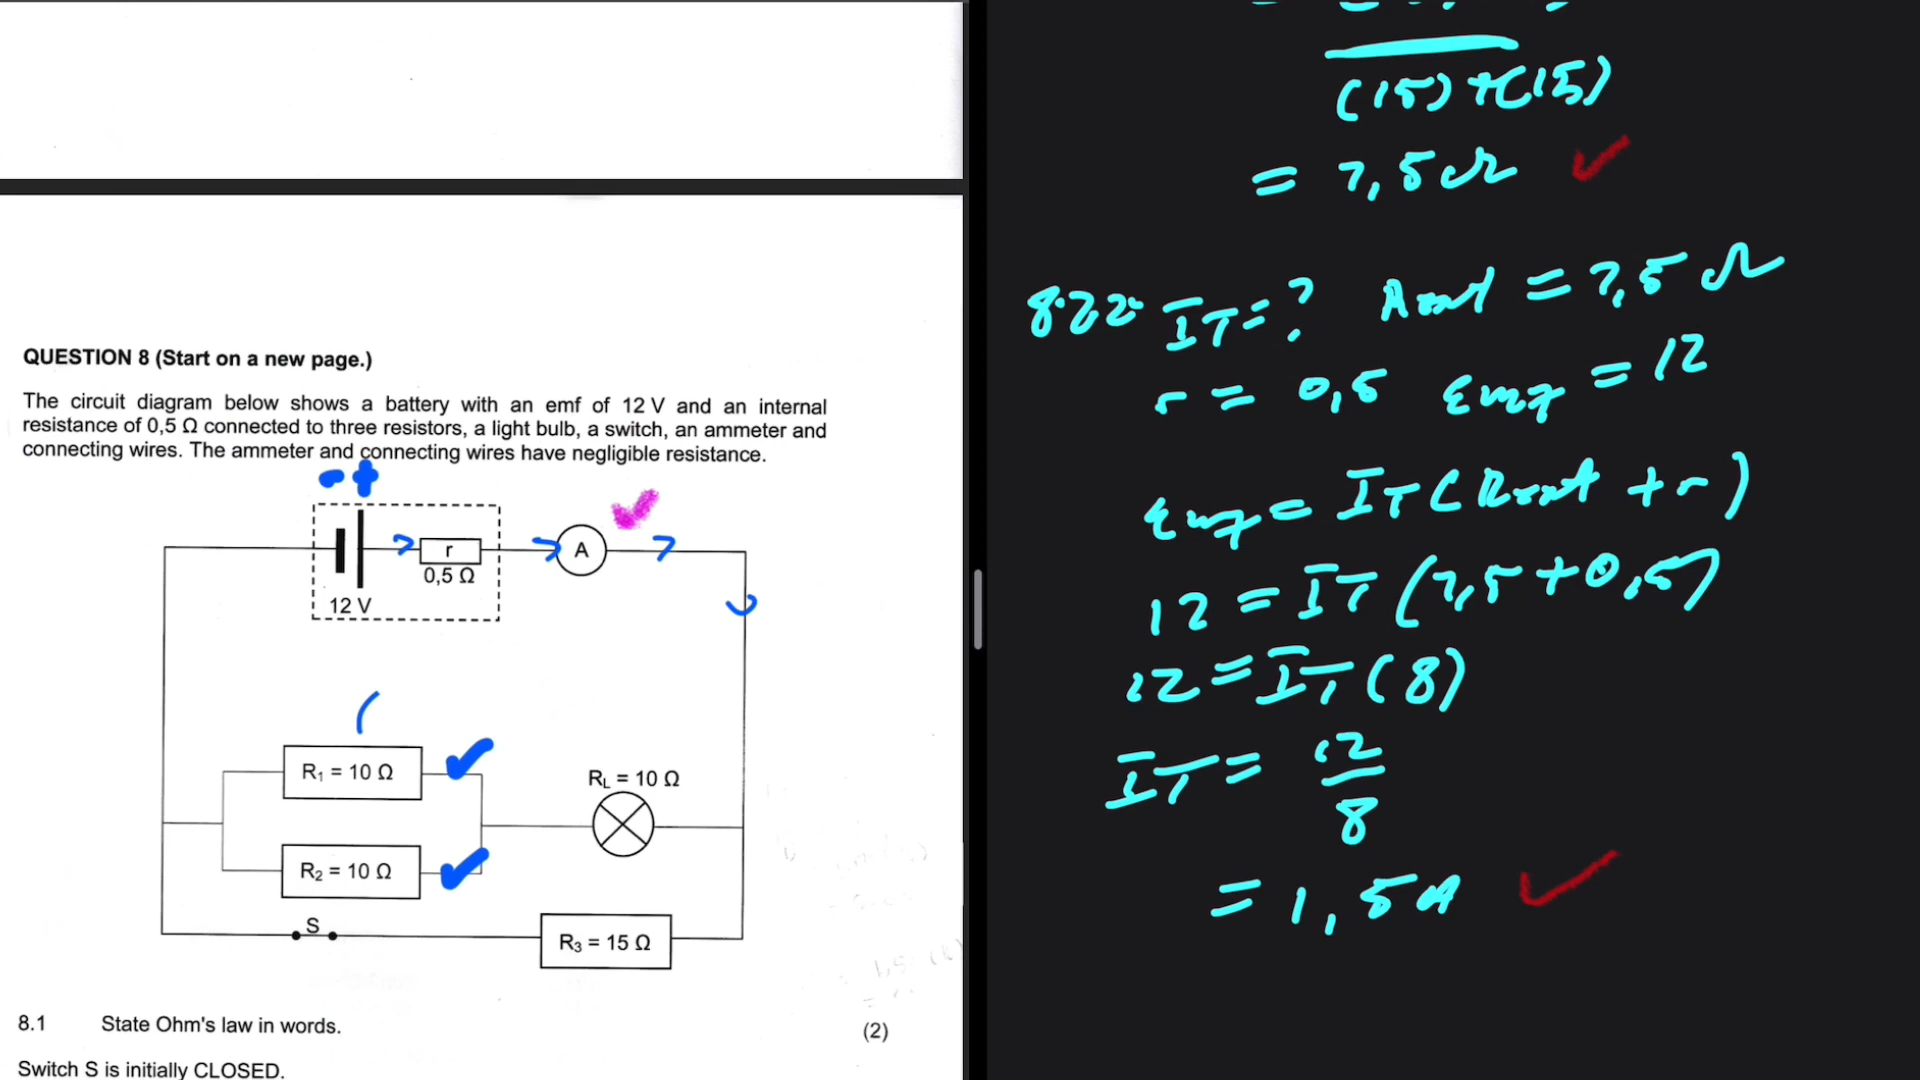 QUESTION 8 (Start on a new page.)
The circuit diagram below shows a battery with an emf of 12 V and an internal
resistance of 0,5 Ω connected to three resistors, a light bulb, a switch, an ammeter and
connecting wires. The ammeter and connecting wires have negligible resistance.
- +
r
A
0,5 Ω
12 V
R₁ = 10 Ω
R_L = 10 Ω
R₂ = 10 Ω
S
R₃ = 15 Ω
8.1 State Ohm's law in words. (2)
Switch S is initially CLOSED.
(15)+(15)
= 7,5Ω
8.2.2 IT=? Rext = 7,5 Ω
r = 0,5 Emf = 12
Emf = IT(Rext + r)
12 = IT (7,5+0,5)
12 = IT (8)
IT = 12
8
= 1,5A